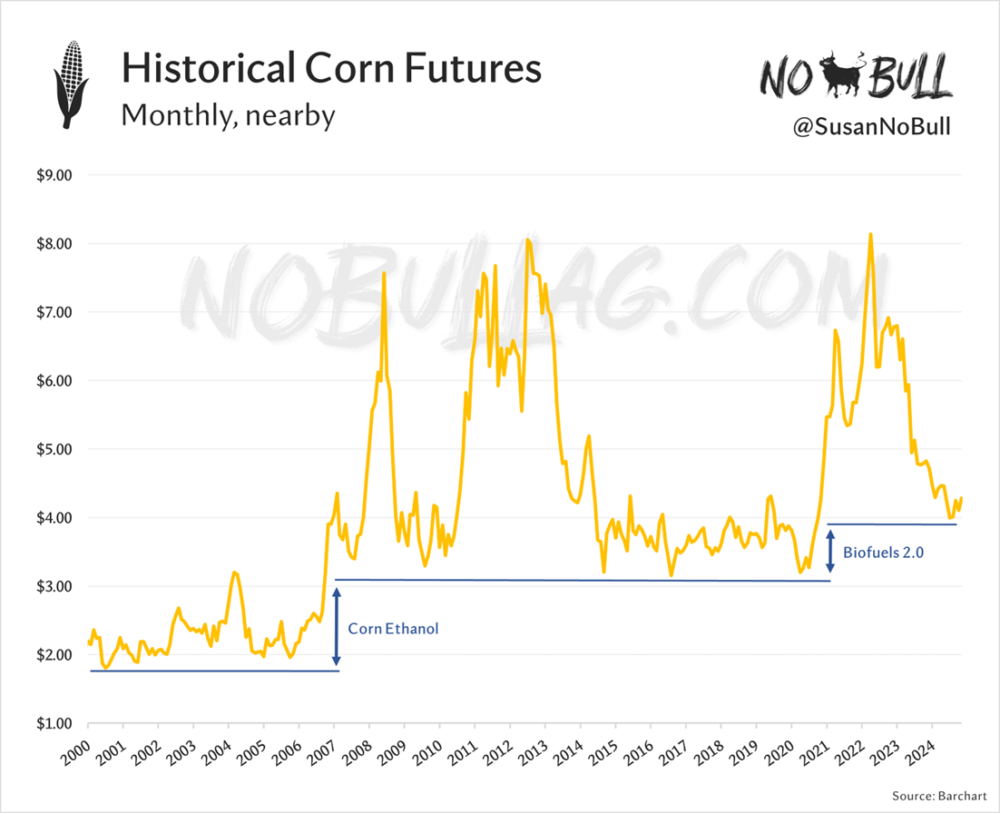 Historical Corn Futures
Monthly, nearby
NO BULL
@SusanNoBull
NOBULLAG.COM
$9.00
$8.00
$7.00
$6.00
$5.00
$4.00
$3.00
$2.00
$1.00
Biofuels 2.0
Corn Ethanol
2000 2001 2002 2003 2004 2005 2006 2007 2008 2009 2010 2011 2012 2013 2014 2015 2016 2017 2018 2019 2020 2021 2022 2023 2024
Source: Barchart